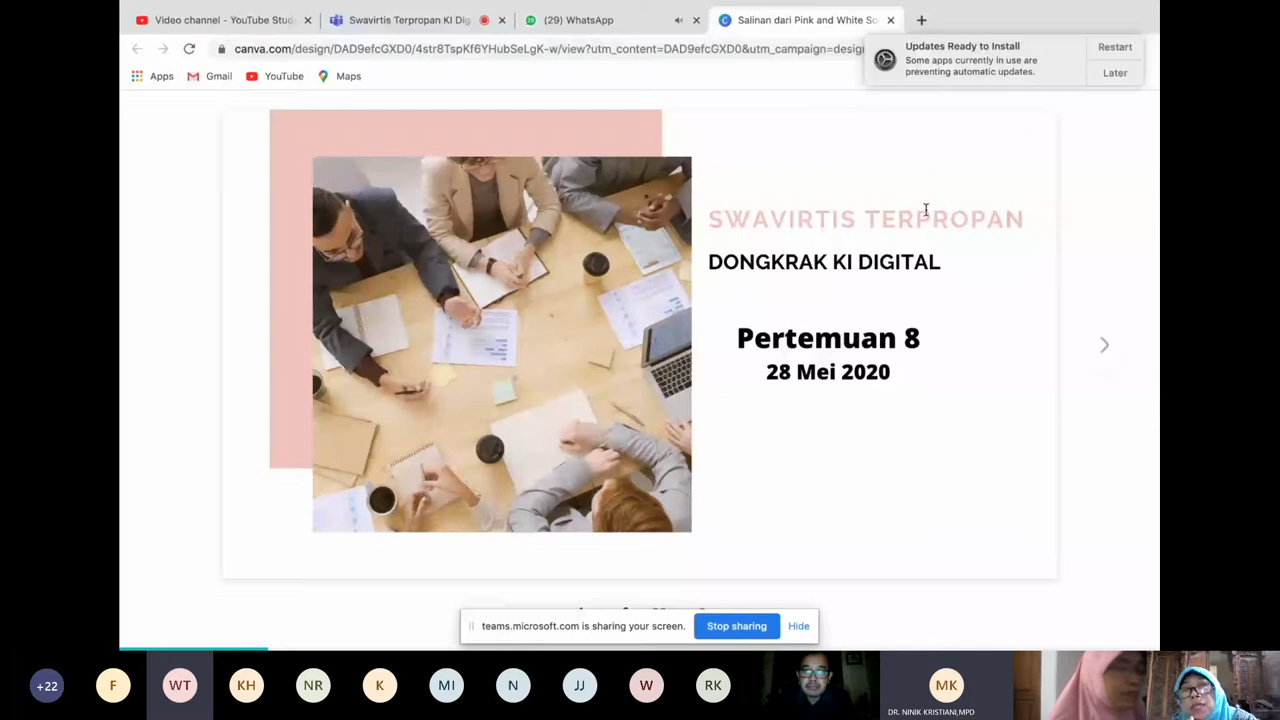 Video channel - YouTube Stud
Swavirtis Terpropan KI Dig
(29) WhatsApp
Salinan dari Pink and White So
canva.com/design/DAD9efcGXD0/4str8TspKf6YHubSeLgK-w/view?utm_content=DAD9efcGXD0&utm_campaign=desig
Updates Ready to Install
Some apps currently in use are
preventing automatic updates.
Restart
Later
Apps
Gmail
YouTube
Maps
SWAVIRTIS TERPROPAN
DONGKRAK KI DIGITAL
Pertemuan 8
28 Mei 2020
teams.microsoft.com is sharing your screen.
Stop sharing
Hide
+22
F
WT
KH
NR
K
MI
N
JJ
W
RK
MK
DR. NINIK KRISTIANI,MPD